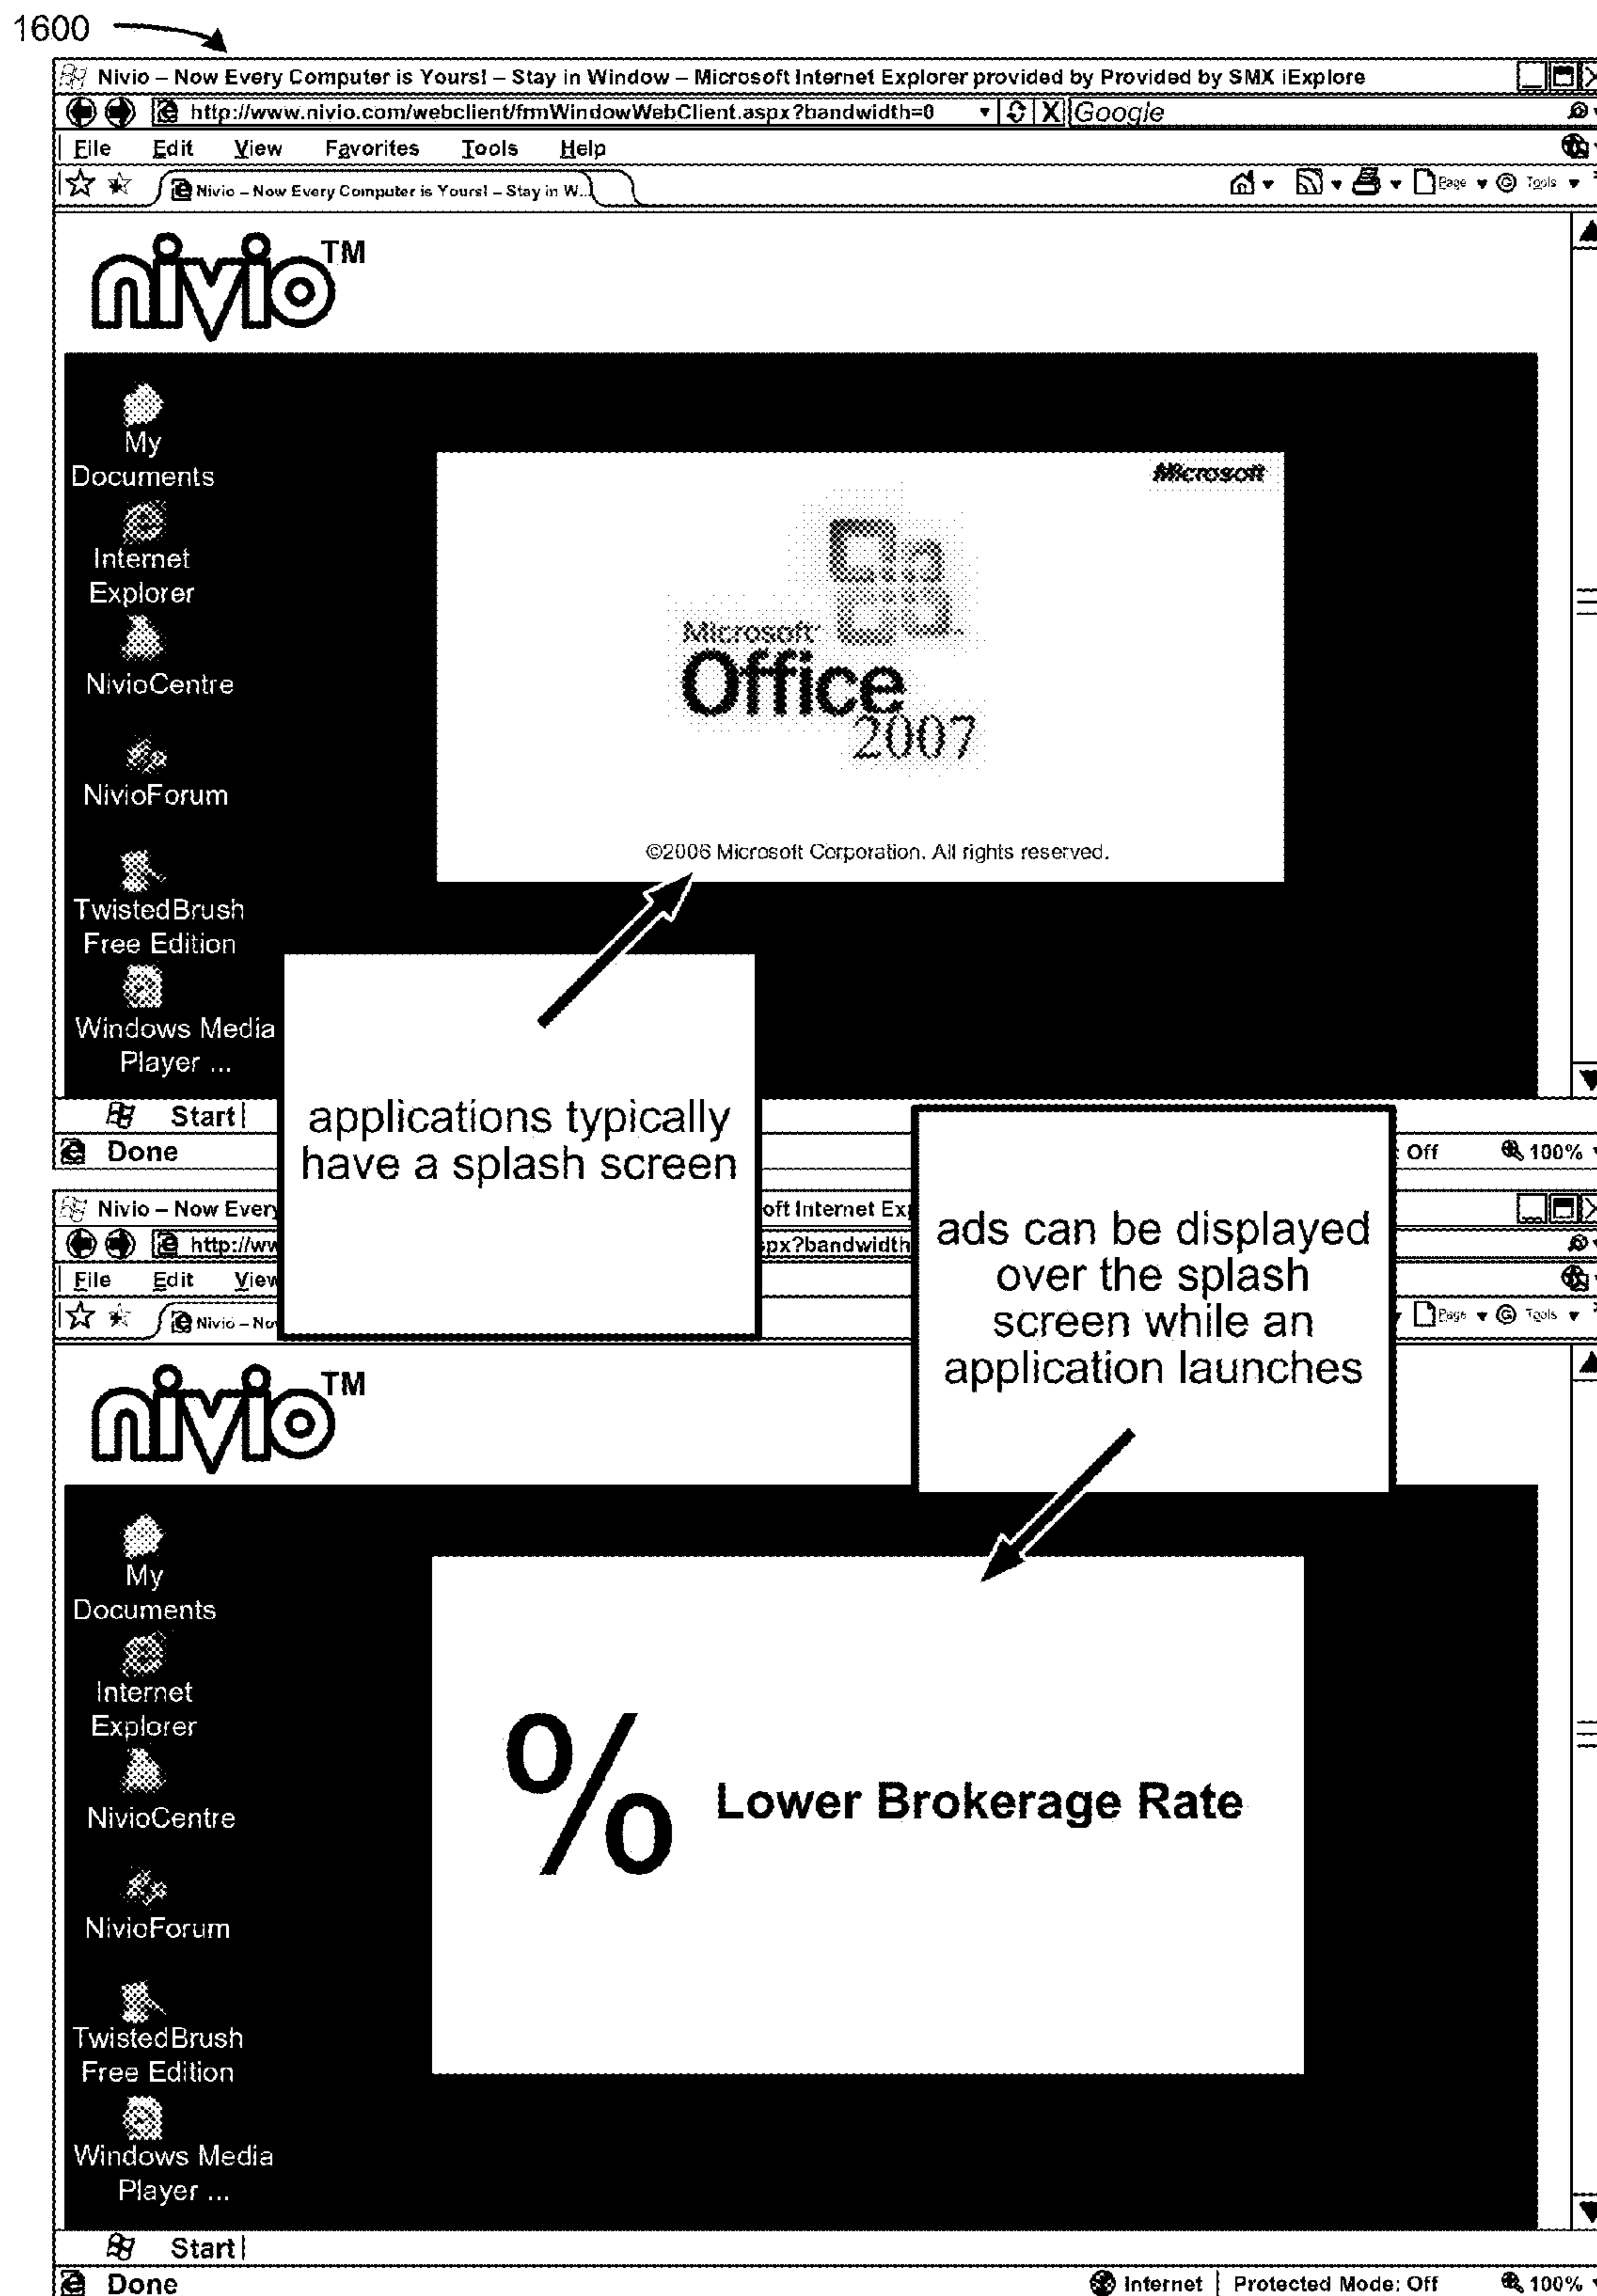 1600
Nivio – Now Every Computer is Yours! – Stay in Window – Microsoft Internet Explorer provided by Provided by SMX iExplore
http://www.nivio.com/webclient/frmWindowWebClient.aspx?bandwidth=0
Google
File Edit View Favorites Tools Help
Nivio – Now Every Computer is Yours! – Stay in W...
Page Tools
nivio™
My
Documents
Internet
Explorer
NivioCentre
NivioForum
TwistedBrush
Free Edition
Windows Media
Player ...
Microsoft
Microsoft
Office
2007
©2006 Microsoft Corporation. All rights reserved.
applications typically
have a splash screen
Start
Done
: Off 100%
Nivio – Now Every
oft Internet Ex
http://ww
px?bandwidth
File Edit View
Nivio – No
Page Tools
ads can be displayed
over the splash
screen while an
application launches
nivio™
My
Documents
Internet
Explorer
NivioCentre
NivioForum
TwistedBrush
Free Edition
Windows Media
Player ...
% Lower Brokerage Rate
Start
Done
Internet Protected Mode: Off 100%